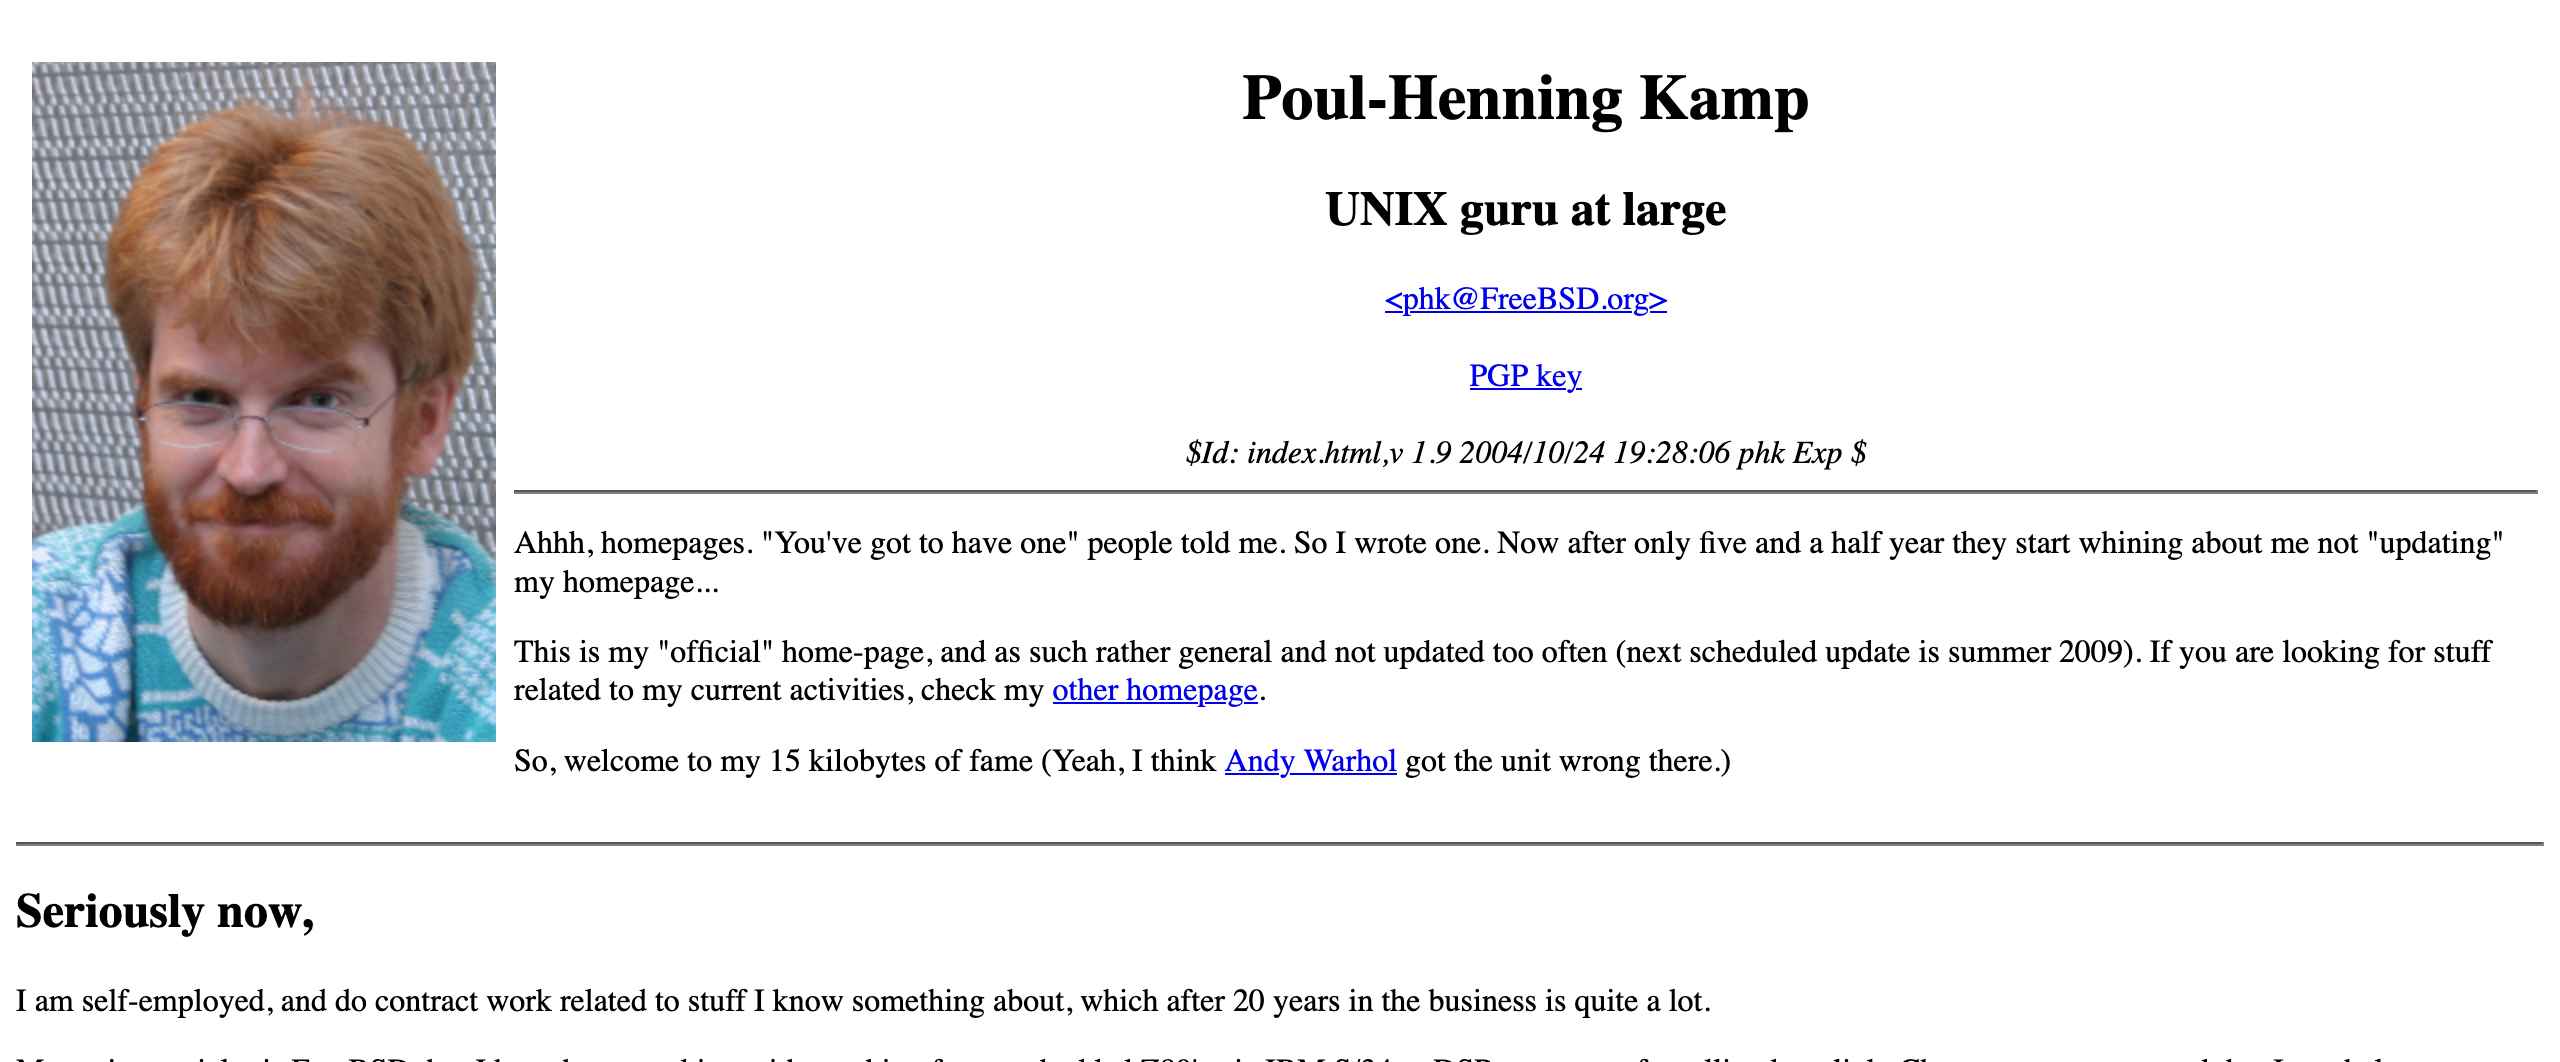 Poul-Henning Kamp
UNIX guru at large
<phk@FreeBSD.org>
PGP key
$Id: index.html,v 1.9 2004/10/24 19:28:06 phk Exp $
Ahhh, homepages. "You've got to have one" people told me. So I wrote one. Now after only five and a half year they start whining about me not "updating"
my homepage...
This is my "official" home-page, and as such rather general and not updated too often (next scheduled update is summer 2009). If you are looking for stuff
related to my current activities, check my other homepage.
So, welcome to my 15 kilobytes of fame (Yeah, I think Andy Warhol got the unit wrong there.)
Seriously now,
I am self-employed, and do contract work related to stuff I know something about, which after 20 years in the business is quite a lot.